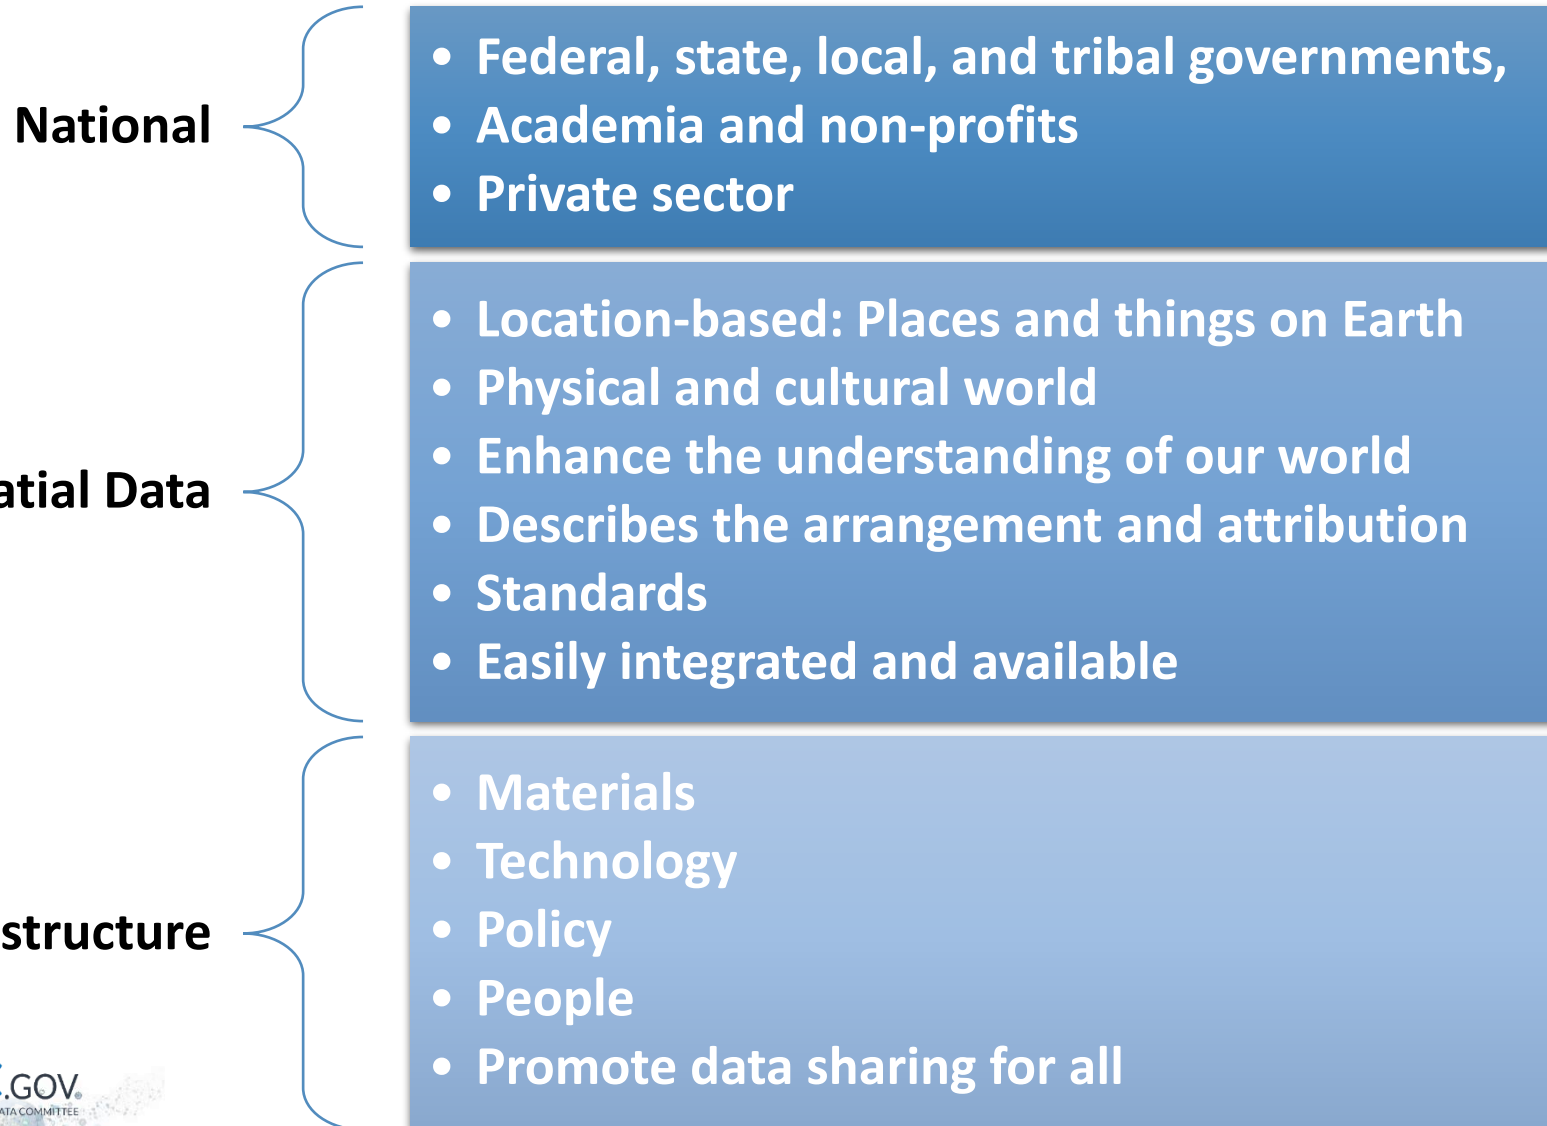 National
• Federal, state, local, and tribal governments,
• Academia and non-profits
• Private sector
atial Data
• Location-based: Places and things on Earth
• Physical and cultural world
• Enhance the understanding of our world
• Describes the arrangement and attribution
• Standards
• Easily integrated and available
structure
• Materials
• Technology
• Policy
• People
• Promote data sharing for all
.GOV
ATA COMMITTEE